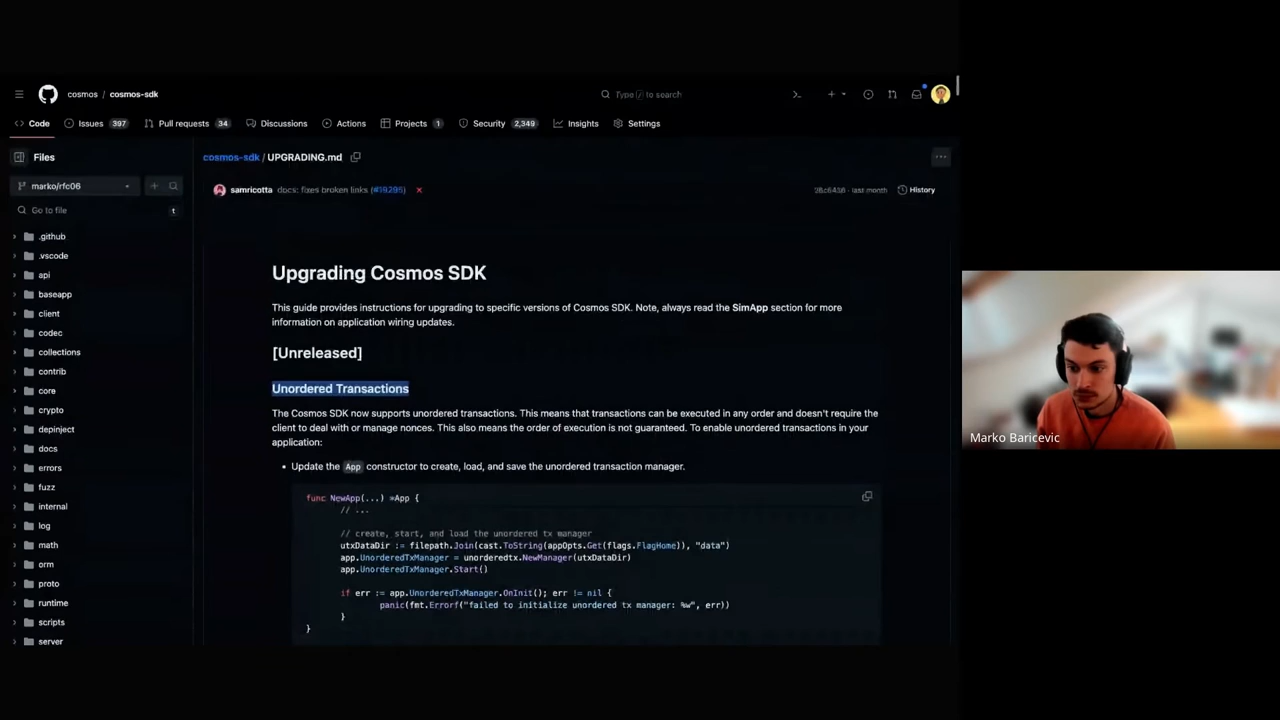 cosmos / cosmos-sdk
Type / to search
Code
Issues 397
Pull requests 34
Discussions
Actions
Projects 1
Security 2,349
Insights
Settings
Files
cosmos-sdk / UPGRADING.md
marko/rfc06
samricotta docs: fixes broken links (#19295)
last month
History
Go to file
t
.github
.vscode
api
baseapp
client
codec
collections
contrib
core
crypto
depinject
docs
errors
fuzz
internal
log
math
orm
proto
runtime
scripts
server
Upgrading Cosmos SDK
This guide provides instructions for upgrading to specific versions of Cosmos SDK. Note, always read the SimApp section for more
information on application wiring updates.
[Unreleased]
Unordered Transactions
The Cosmos SDK now supports unordered transactions. This means that transactions can be executed in any order and doesn't require the
client to deal with or manage nonces. This also means the order of execution is not guaranteed. To enable unordered transactions in your
application:
• Update the App constructor to create, load, and save the unordered transaction manager.
func NewApp(...) *App {
// ...
// create, start, and load the unordered tx manager
utxDataDir := filepath.Join(cast.ToString(appOpts.Get(flags.FlagHome)), "data")
app.UnorderedTxManager = unorderedtx.NewManager(utxDataDir)
app.UnorderedTxManager.Start()
if err := app.UnorderedTxManager.OnInit(); err != nil {
panic(fmt.Errorf("failed to initialize unordered tx manager: %w", err))
}
}
Marko Baricevic